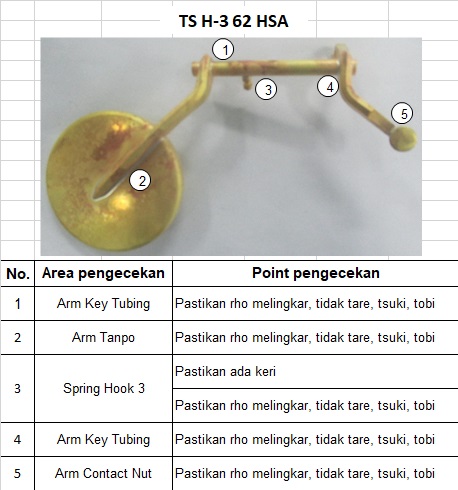 TS H-3 62 HSA
1
3
4
5
2
No. Area pengecekan Point pengecekan
1 Arm Key Tubing Pastikan rho melingkar, tidak tare, tsuki, tobi
2 Arm Tanpo Pastikan rho melingkar, tidak tare, tsuki, tobi
3 Spring Hook 3 Pastikan ada keri
Pastikan rho melingkar, tidak tare, tsuki, tobi
4 Arm Key Tubing Pastikan rho melingkar, tidak tare, tsuki, tobi
5 Arm Contact Nut Pastikan rho melingkar, tidak tare, tsuki, tobi